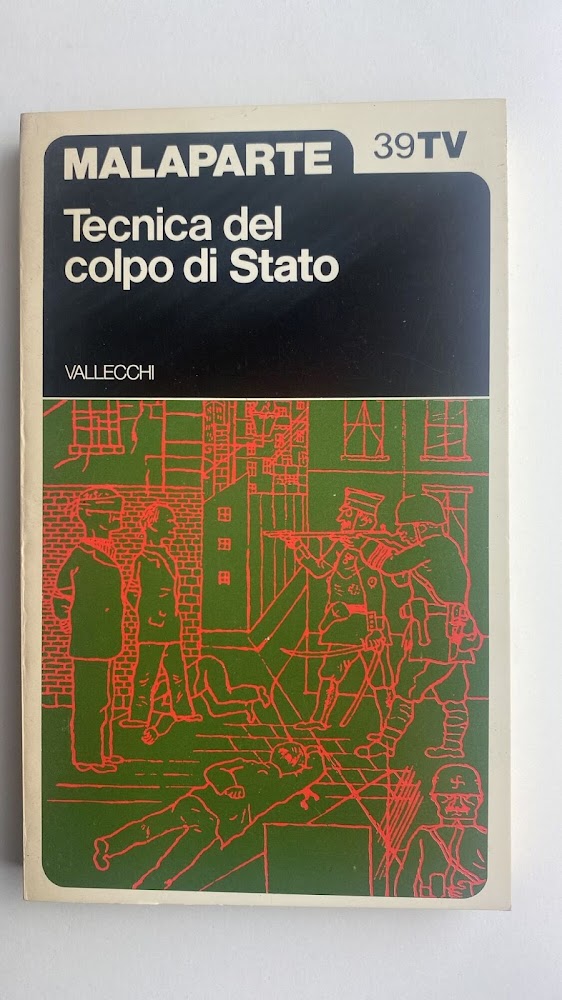 MALAPARTE
39TV
Tecnica del
colpo di Stato
VALLECCHI